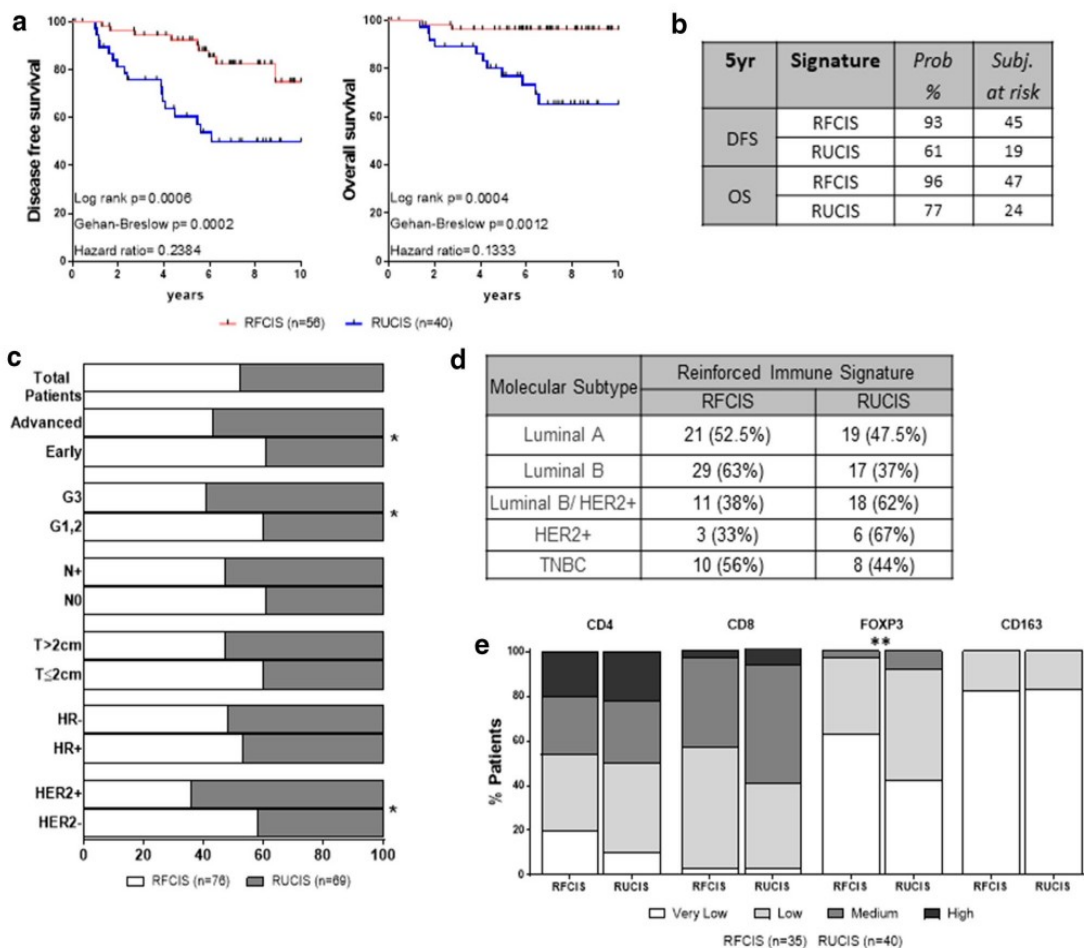 a
Disease free survival
100
80
60
40
20
0
Log rank p= 0.0006
Gehan-Breslow p= 0.0002
Hazard ratio= 0.2384
0 2 4 6 8 10
years
Overall survival
100
80
60
40
20
0
Log rank p= 0.0004
Gehan-Breslow p= 0.0012
Hazard ratio= 0.1333
0 2 4 6 8 10
years
RFCIS (n=56) RUCIS (n=40)
b
5yr Signature Prob % Subj. at risk
DFS RFCIS 93 45
RUCIS 61 19
OS RFCIS 96 47
RUCIS 77 24
c
Total
Patients
Advanced
*
Early
G3
*
G1,2
N+
N0
T>2cm
T≤2cm
HR-
HR+
HER2+
*
HER2-
0 20 40 60 80 100
RFCIS (n=76) RUCIS (n=69)
d
Molecular Subtype Reinforced Immune Signature
RFCIS RUCIS
Luminal A 21 (52.5%) 19 (47.5%)
Luminal B 29 (63%) 17 (37%)
Luminal B/ HER2+ 11 (38%) 18 (62%)
HER2+ 3 (33%) 6 (67%)
TNBC 10 (56%) 8 (44%)
e
CD4 CD8 FOXP3 CD163
**
% Patients
100
80
60
40
20
0
RFCIS RUCIS RFCIS RUCIS RFCIS RUCIS RFCIS RUCIS
Very Low Low Medium High
RFCIS (n=35) RUCIS (n=40)